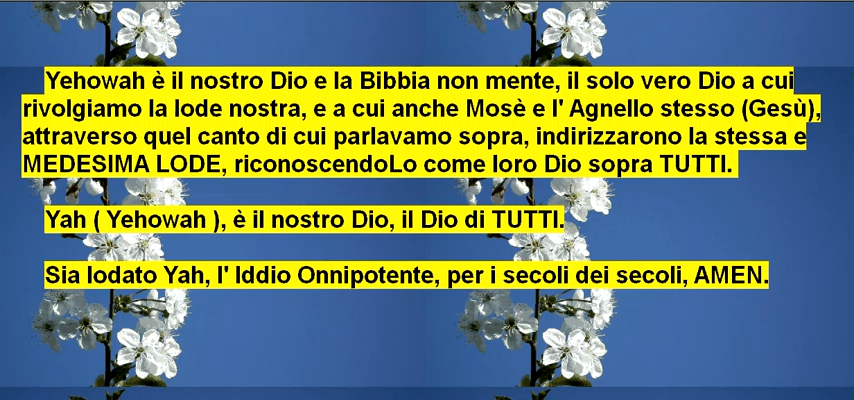 Yehowah è il nostro Dio e la Bibbia non mente, il solo vero Dio a cui
rivolgiamo la lode nostra, e a cui anche Mosè e l' Agnello stesso (Gesù),
attraverso quel canto di cui parlavamo sopra, indirizzarono la stessa e
MEDESIMA LODE, riconoscendoLo come loro Dio sopra TUTTI.
Yah ( Yehowah ), è il nostro Dio, il Dio di TUTTI.
Sia lodato Yah, l' Iddio Onnipotente, per i secoli dei secoli, AMEN.